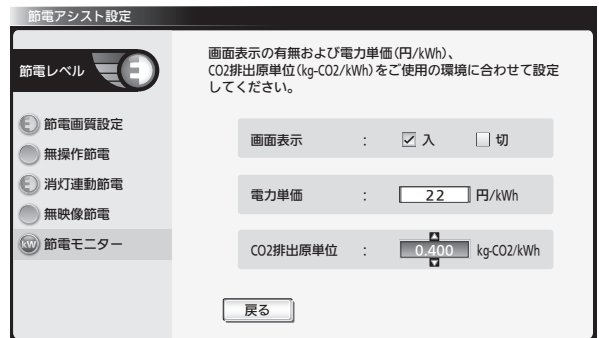 節電アシスト設定
節電レベル
E
画面表示の有無および電力単価(円/kWh)、
CO2排出原単位(kg-CO2/kWh)をご使用の環境に合わせて設定
してください。
E 節電画質設定
無操作節電
E 消灯連動節電
無映像節電
kW 節電モニター
画面表示 : 入 切
電力単価 : 22 円/kWh
CO2排出原単位 : 0.400 kg-CO2/kWh
戻る